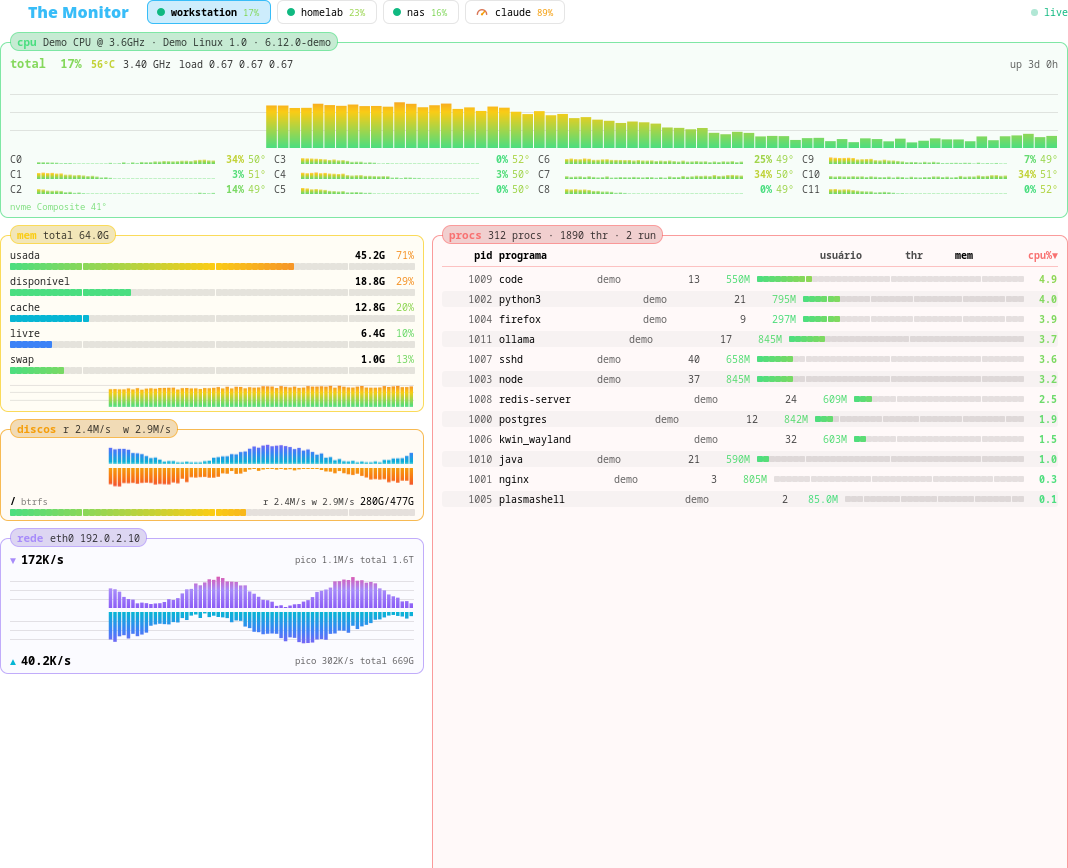 The Monitor workstation 17% homelab 23% nas 16% claude 89% live
cpu Demo CPU @ 3.6GHz · Demo Linux 1.0 · 6.12.0-demo
total 17% 56°C 3.40 GHz load 0.67 0.67 0.67 up 3d 0h
C0 34% 50° C3 0% 52° C6 25% 49° C9 7% 49°
C1 3% 51° C4 3% 50° C7 34% 50° C10 34% 51°
C2 14% 49° C5 0% 50° C8 0% 49° C11 0% 52°
nvme Composite 41°
mem total 64.0G
usada 45.2G 71%
disponível 18.8G 29%
cache 12.8G 20%
livre 6.4G 10%
swap 1.0G 13%
discos r 2.4M/s w 2.9M/s
/ btrfs r 2.4M/s w 2.9M/s 280G/477G
rede eth0 192.0.2.10
▼ 172K/s pico 1.1M/s total 1.6T
▲ 40.2K/s pico 302K/s total 669G
procs 312 procs · 1890 thr · 2 run
pid programa usuário thr mem cpu%▼
1009 code demo 13 550M 4.9
1002 python3 demo 21 795M 4.0
1004 firefox demo 9 297M 3.9
1011 ollama demo 17 845M 3.7
1007 sshd demo 40 658M 3.6
1003 node demo 37 845M 3.2
1008 redis-server demo 24 609M 2.5
1000 postgres demo 12 842M 1.9
1006 kwin_wayland demo 32 603M 1.5
1010 java demo 21 590M 1.0
1001 nginx demo 3 805M 0.3
1005 plasmashell demo 2 85.0M 0.1